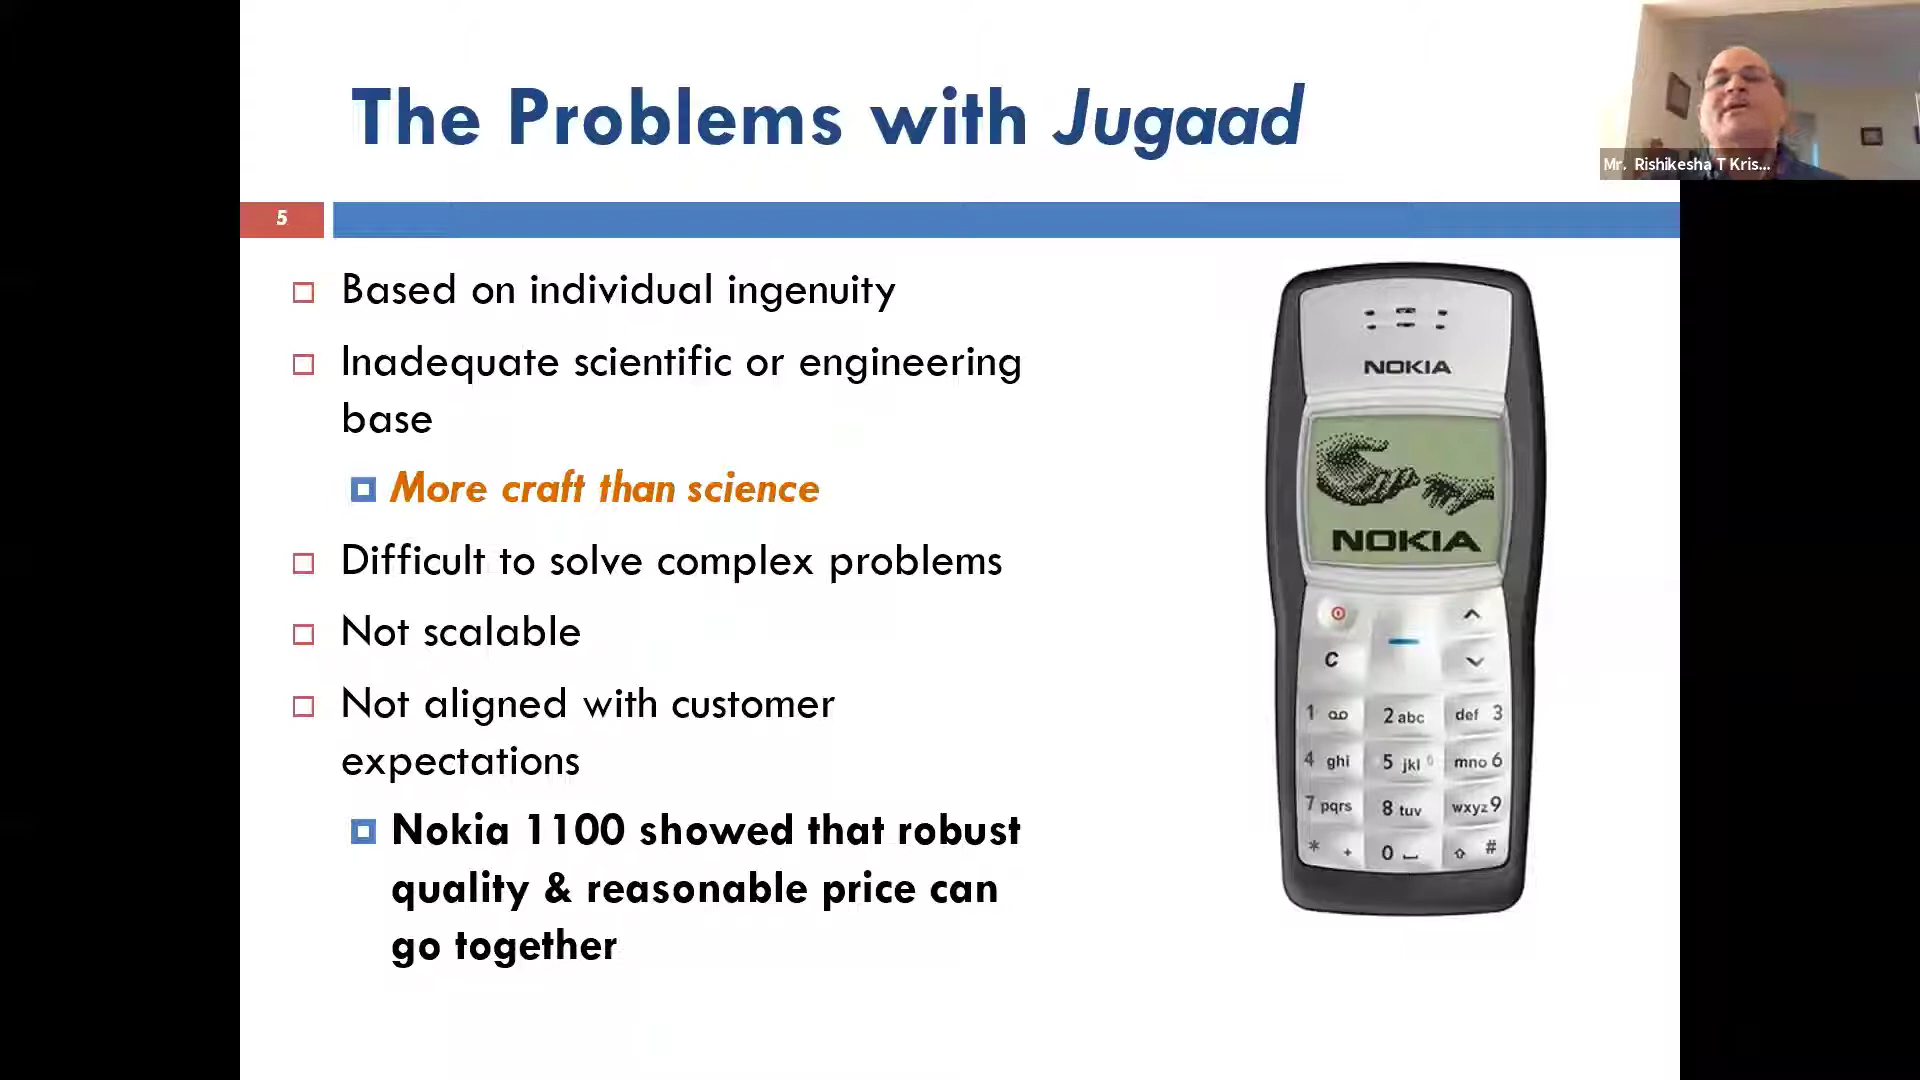 The Problems with Jugaad
Mr. Rishikesha T Kris...
5
Based on individual ingenuity
Inadequate scientific or engineering
base
More craft than science
Difficult to solve complex problems
Not scalable
Not aligned with customer
expectations
Nokia 1100 showed that robust
quality & reasonable price can
go together
NOKIA
NOKIA
C
1 2 abc def 3
4 ghi 5 jkl mno 6
7 pqrs 8 tuv wxyz 9
* + 0 #